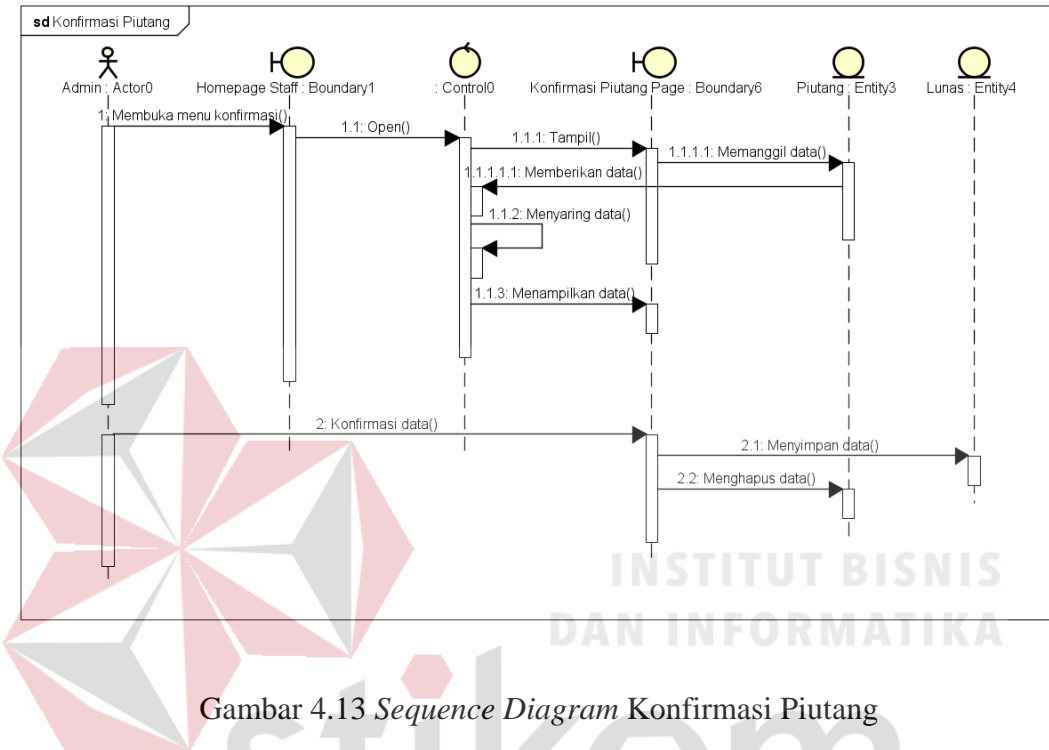 sd Konfirmasi Piutang
Admin : Actor0
Homepage Staff : Boundary1
: Control0
Konfirmasi Piutang Page : Boundary6
Piutang : Entity3
Lunas : Entity4
1: Membuka menu konfirmasi()
1.1: Open()
1.1.1: Tampil()
1.1.1.1: Memanggil data()
1.1.1.1.1: Memberikan data()
1.1.2: Menyaring data()
1.1.3: Menampilkan data()
2: Konfirmasi data()
2.1: Menyimpan data()
2.2: Menghapus data()
INSTITUT BISNIS
DAN INFORMATIKA
Gambar 4.13 Sequence Diagram Konfirmasi Piutang
stikom